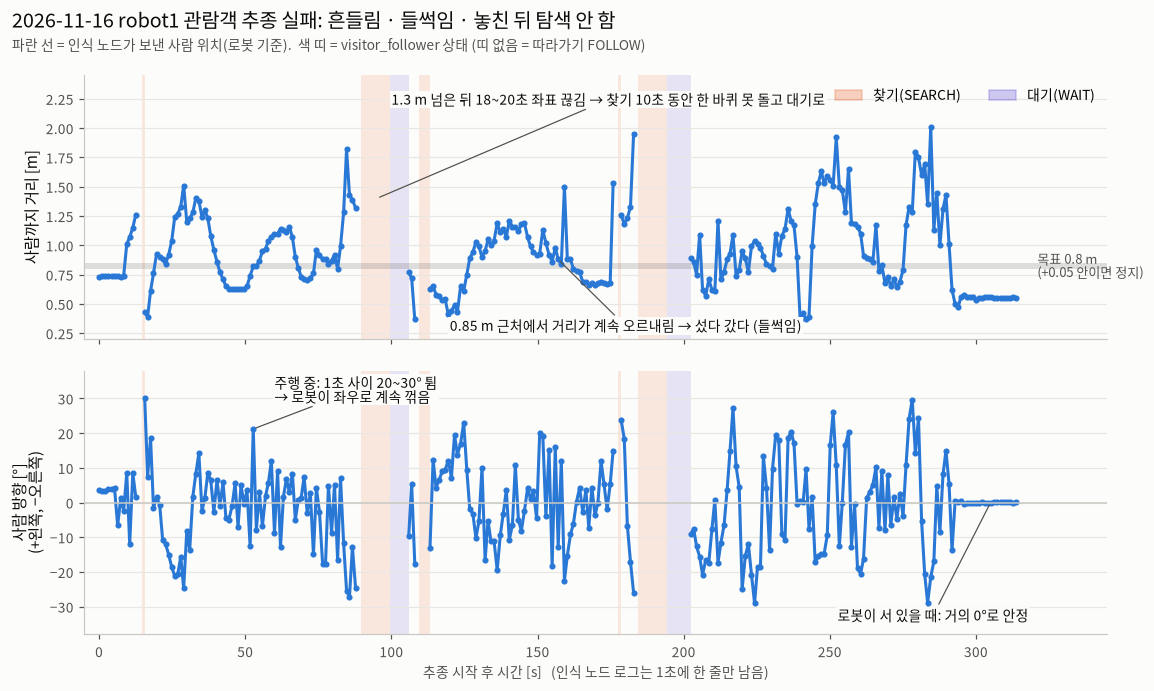 2026-11-16 robot1 관람객 추종 실패: 흔들림 · 들썩임 · 놓친 뒤 탐색 안 함
파란 선 = 인식 노드가 보낸 사람 위치(로봇 기준).  색 띠 = visitor_follower 상태 (띠 없음 = 따라가기 FOLLOW)
1.3 m 넘은 뒤 18~20초 좌표 끊김 → 찾기 10초 동안 한 바퀴 못 돌고 대기로
찾기(SEARCH)
대기(WAIT)
사람까지 거리 [m]
2.25
2.00
1.75
1.50
1.25
1.00
0.75
0.50
0.25
목표 0.8 m
(+0.05 안이면 정지)
0.85 m 근처에서 거리가 계속 오르내림 → 섰다 갔다 (들썩임)
주행 중: 1초 사이 20~30° 튐
→ 로봇이 좌우로 계속 꺾음
사람 방향 [°]
(+왼쪽, −오른쪽)
30
20
10
0
−10
−20
−30
로봇이 서 있을 때: 거의 0°로 안정
0
50
100
150
200
250
300
추종 시작 후 시간 [s]   (인식 노드 로그는 1초에 한 줄만 남음)